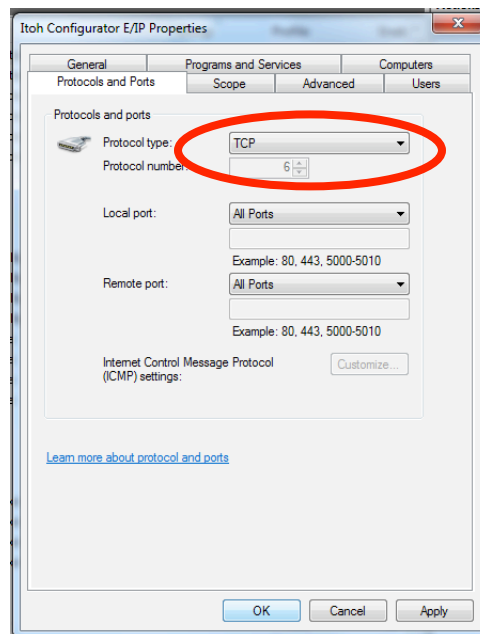 Itoh Configurator E/IP Properties
General Programs and Services Computers
Protocols and Ports Scope Advanced Users
Protocols and ports
Protocol type: TCP
Protocol number: 6
Local port: All Ports
Example: 80, 443, 5000-5010
Remote port: All Ports
Example: 80, 443, 5000-5010
Internet Control Message Protocol Customize...
(ICMP) settings:
Learn more about protocol and ports
OK Cancel Apply